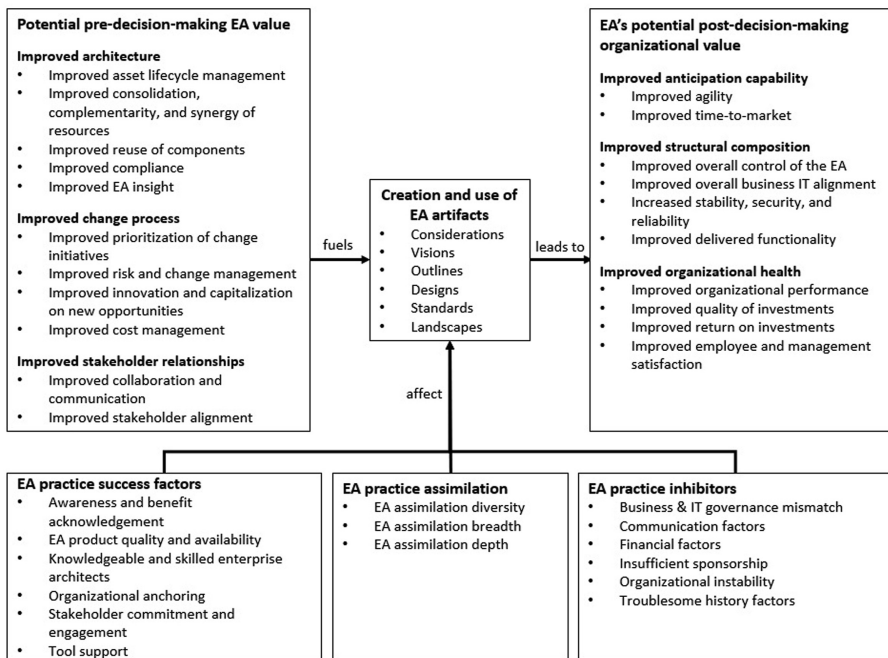 Potential pre-decision-making EA value
Improved architecture
• Improved asset lifecycle management
• Improved consolidation,
complementarity, and synergy of
resources
• Improved reuse of components
• Improved compliance
• Improved EA insight
Improved change process
• Improved prioritization of change
initiatives
• Improved risk and change management
• Improved innovation and capitalization
on new opportunities
• Improved cost management
Improved stakeholder relationships
• Improved collaboration and
communication
• Improved stakeholder alignment
fuels
Creation and use of
EA artifacts
• Considerations
• Visions
• Outlines
• Designs
• Standards
• Landscapes
leads to
EA’s potential post-decision-making
organizational value
Improved anticipation capability
• Improved agility
• Improved time-to-market
Improved structural composition
• Improved overall control of the EA
• Improved overall business IT alignment
• Increased stability, security, and
reliability
• Improved delivered functionality
Improved organizational health
• Improved organizational performance
• Improved quality of investments
• Improved return on investments
• Improved employee and management
satisfaction
affect
EA practice success factors
• Awareness and benefit
acknowledgement
• EA product quality and availability
• Knowledgeable and skilled enterprise
architects
• Organizational anchoring
• Stakeholder commitment and
engagement
• Tool support
EA practice assimilation
• EA assimilation diversity
• EA assimilation breadth
• EA assimilation depth
EA practice inhibitors
• Business & IT governance mismatch
• Communication factors
• Financial factors
• Insufficient sponsorship
• Organizational instability
• Troublesome history factors